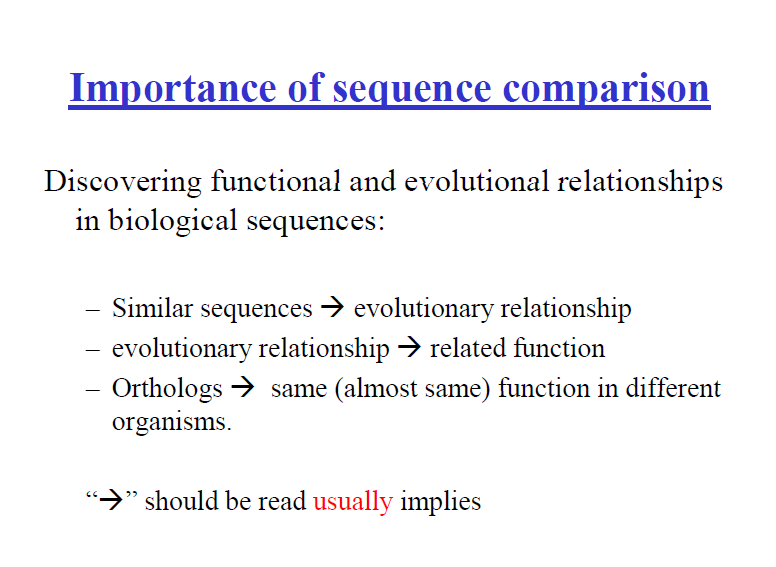 Importance of sequence comparison
Discovering functional and evolutional relationships
in biological sequences:
– Similar sequences → evolutionary relationship
– evolutionary relationship → related function
– Orthologs → same (almost same) function in different
organisms.
“→” should be read usually implies